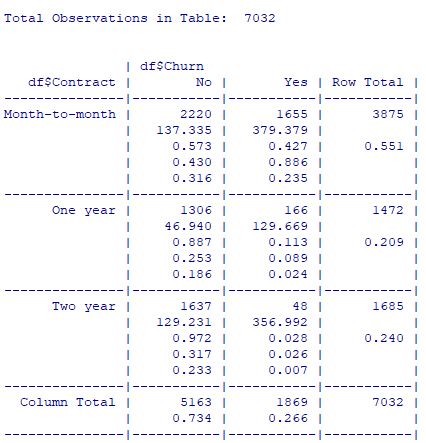 Total Observations in Table:  7032
             | df$Churn
 df$Contract |        No |       Yes | Row Total |
-------------|-----------|-----------|-----------|
Month-to-month |      2220 |      1655 |      3875 |
             |   137.335 |   379.379 |           |
             |     0.573 |     0.427 |     0.551 |
             |     0.430 |     0.886 |           |
             |     0.316 |     0.235 |           |
-------------|-----------|-----------|-----------|
    One year |      1306 |       166 |      1472 |
             |    46.940 |   129.669 |           |
             |     0.887 |     0.113 |     0.209 |
             |     0.253 |     0.089 |           |
             |     0.186 |     0.024 |           |
-------------|-----------|-----------|-----------|
    Two year |      1637 |        48 |      1685 |
             |   129.231 |   356.992 |           |
             |     0.972 |     0.028 |     0.240 |
             |     0.317 |     0.026 |           |
             |     0.233 |     0.007 |           |
-------------|-----------|-----------|-----------|
Column Total |      5163 |      1869 |      7032 |
             |     0.734 |     0.266 |           |
-------------|-----------|-----------|-----------|